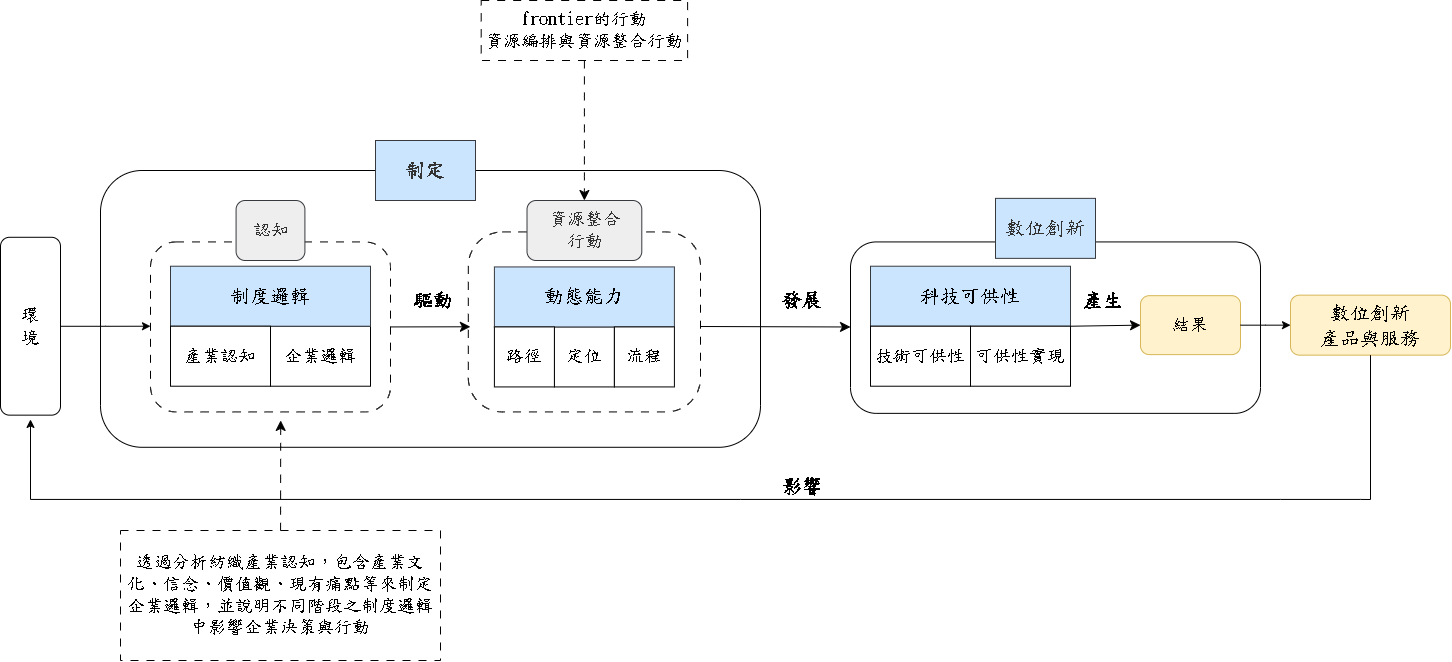 frontier的行動
資源編排與資源整合行動
制定
認知
資源整合
行動
數位創新
環
境
制度邏輯
產業認知
企業邏輯
驅動
動態能力
路徑
定位
流程
發展
科技可供性
技術可供性
可供性實現
產生
結果
數位創新
產品與服務
影響
透過分析紡織產業認知，包含產業文
化、信念、價值觀、現有痛點等來制定
企業邏輯，並說明不同階段之制度邏輯
中影響企業決策與行動